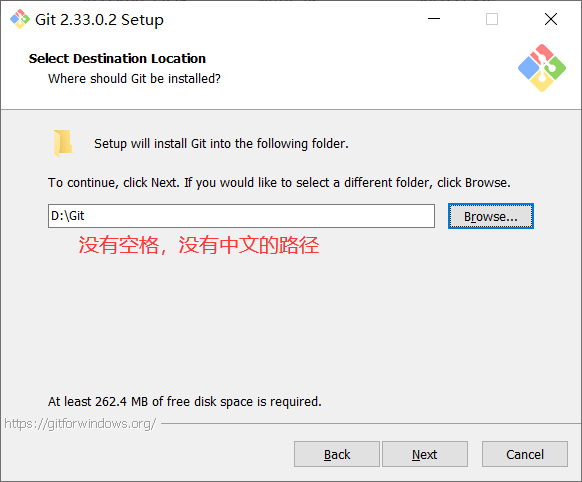 Git 2.33.0.2 Setup
Select Destination Location
Where should Git be installed?
Setup will install Git into the following folder.
To continue, click Next. If you would like to select a different folder, click Browse.
D:\Git
Browse...
没有空格，没有中文的路径
At least 262.4 MB of free disk space is required.
https://gitforwindows.org/
Back
Next
Cancel